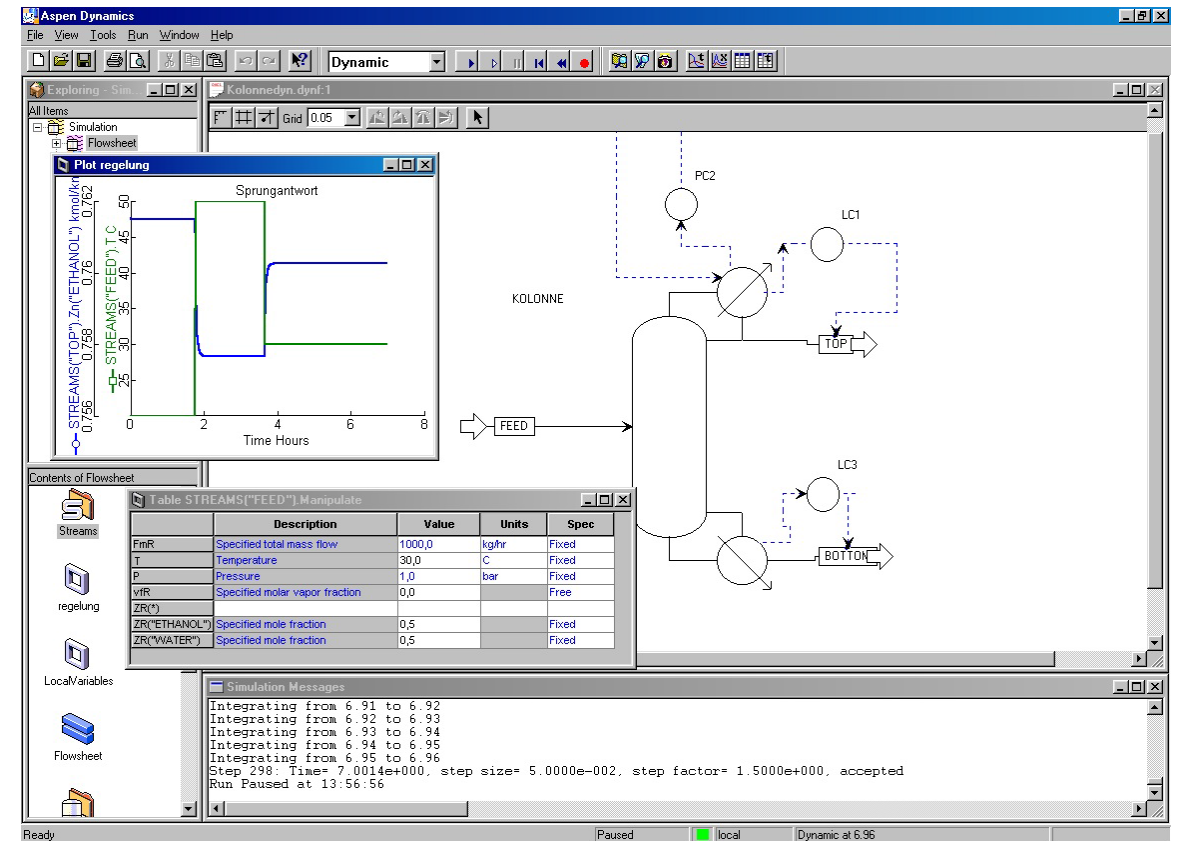 Aspen Dynamics
File View Tools Run Window Help
Dynamic
Exploring - Sim...
All Items
Simulation
Flowsheet
Kolonnedyn.dynf:1
Grid 0.05
Plot regelung
Sprungantwort
STREAMS("TOP").Zn("ETHANOL") kmol/km
0.756 0.758 0.76 0.762
STREAMS("FEED").T C
25 30 35 40 45 50
0 2 4 6 8
Time Hours
PC2
LC1
KOLONNE
TOP
FEED
LC3
BOTTON
Contents of Flowsheet
Streams
regelung
LocalVariables
Flowsheet
Table STREAMS("FEED").Manipulate
Description Value Units Spec
FmR Specified total mass flow 1000,0 kg/hr Fixed
T Temperature 30,0 C Fixed
P Pressure 1,0 bar Fixed
vfR Specified molar vapor fraction 0,0 Free
ZR(*)
ZR("ETHANOL") Specified mole fraction 0,5 Fixed
ZR("WATER") Specified mole fraction 0,5 Fixed
Simulation Messages
Integrating from 6.91 to 6.92
Integrating from 6.92 to 6.93
Integrating from 6.93 to 6.94
Integrating from 6.94 to 6.95
Integrating from 6.95 to 6.96
Step 298: Time= 7.0014e+000, step size= 5.0000e-002, step factor= 1.5000e+000, accepted
Run Paused at 13:56:56
Ready Paused local Dynamic at 6.96